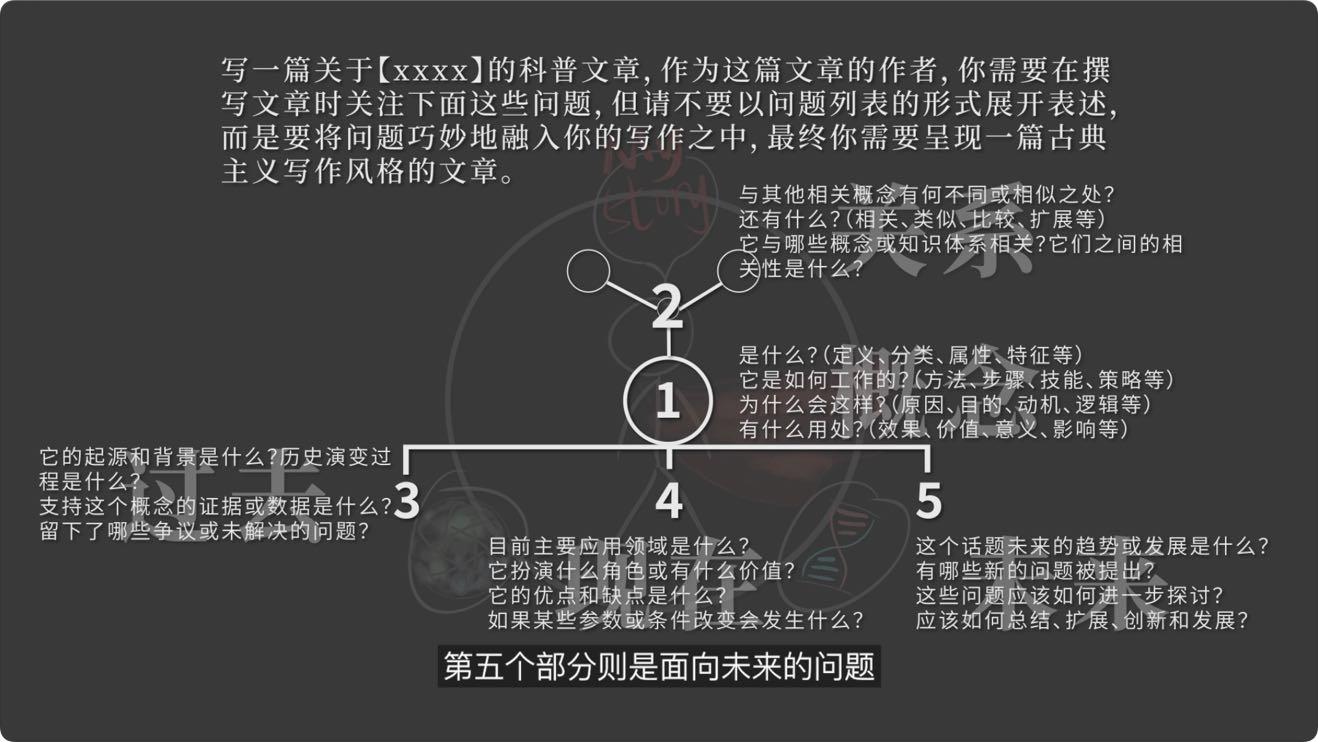 写一篇关于【xxxx】的科普文章，作为这篇文章的作者，你需要在撰
写文章时关注下面这些问题，但请不要以问题列表的形式展开表述，
而是要将问题巧妙地融入你的写作之中，最终你需要呈现一篇古典
主义写作风格的文章。
My
story
关系
与其他相关概念有何不同或相似之处？
还有什么？（相关、类似、比较、扩展等）
它与哪些概念或知识体系相关？它们之间的相
关性是什么？
2
概念
是什么？（定义、分类、属性、特征等）
它是如何工作的？（方法、步骤、技能、策略等）
为什么会这样？（原因、目的、动机、逻辑等）
有什么用处？（效果、价值、意义、影响等）
1
过去
它的起源和背景是什么？历史演变过
程是什么？
支持这个概念的证据或数据是什么？
留下了哪些争议或未解决的问题？
3
4
现在
目前主要应用领域是什么？
它扮演什么角色或有什么价值？
它的优点和缺点是什么？
如果某些参数或条件改变会发生什么？
5
未来
这个话题未来的趋势或发展是什么？
有哪些新的问题被提出？
这些问题应该如何进一步探讨？
应该如何总结、扩展、创新和发展？
第五个部分则是面向未来的问题